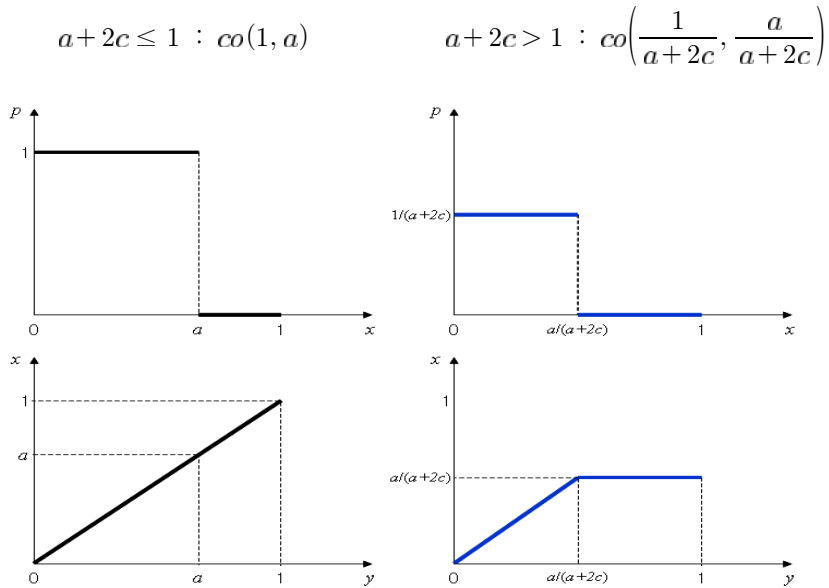 a + 2c ≤ 1 : co(1, a)
a + 2c > 1 : co(1/(a + 2c), a/(a + 2c))
p
1
0
a
1
x
p
1/(a+2c)
0
a/(a+2c)
1
x
x
1
a
0
a
1
y
x
1
a/(a+2c)
0
a/(a+2c)
1
y